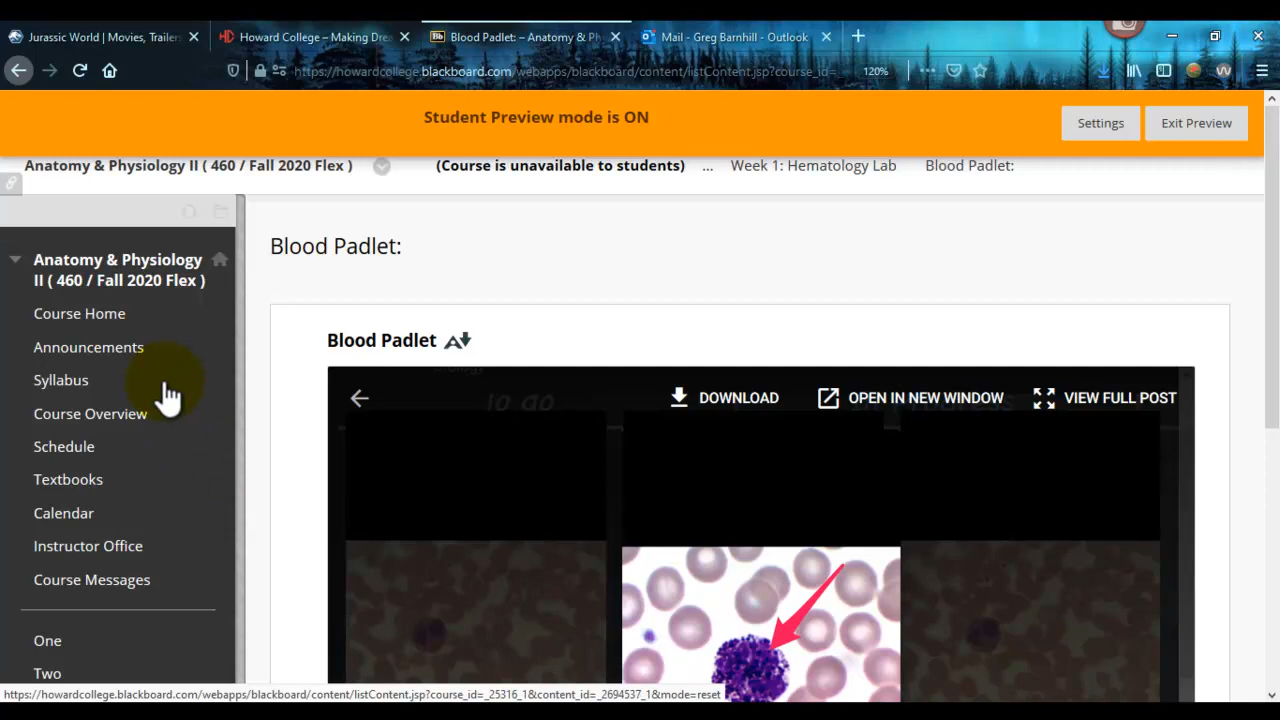 Jurassic World | Movies, Trailers
Howard College – Making Dre
Blood Padlet: – Anatomy & Ph
Mail - Greg Barnhill - Outlook
https://howardcollege.blackboard.com/webapps/blackboard/content/listContent.jsp?course_id=
120%
Student Preview mode is ON
Settings
Exit Preview
Anatomy & Physiology II ( 460 / Fall 2020 Flex )
(Course is unavailable to students)
...
Week 1: Hematology Lab
Blood Padlet:
Anatomy & Physiology
II ( 460 / Fall 2020 Flex )
Course Home
Announcements
Syllabus
Course Overview
Schedule
Textbooks
Calendar
Instructor Office
Course Messages
One
Two
Blood Padlet:
Blood Padlet
DOWNLOAD
OPEN IN NEW WINDOW
VIEW FULL POST
To GO
https://howardcollege.blackboard.com/webapps/blackboard/content/listContent.jsp?course_id=_25316_1&content_id=_2694537_1&mode=reset